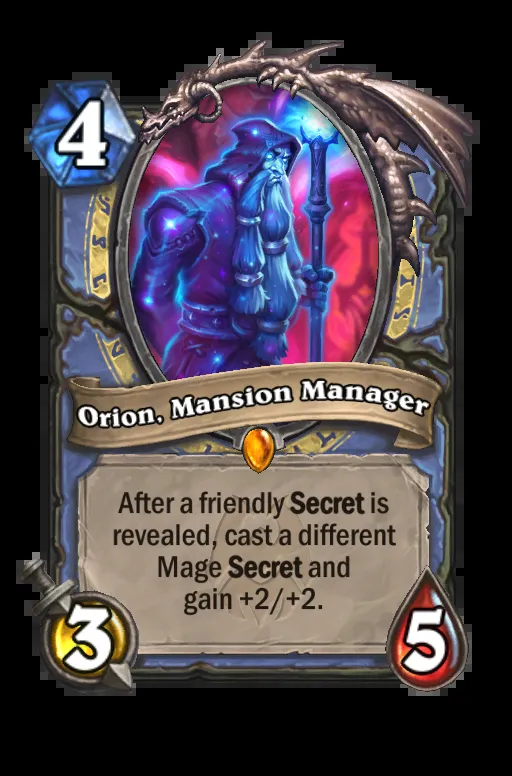 4
Orion, Mansion Manager
After a friendly Secret is
revealed, cast a different
Mage Secret and
gain +2/+2.
3
5